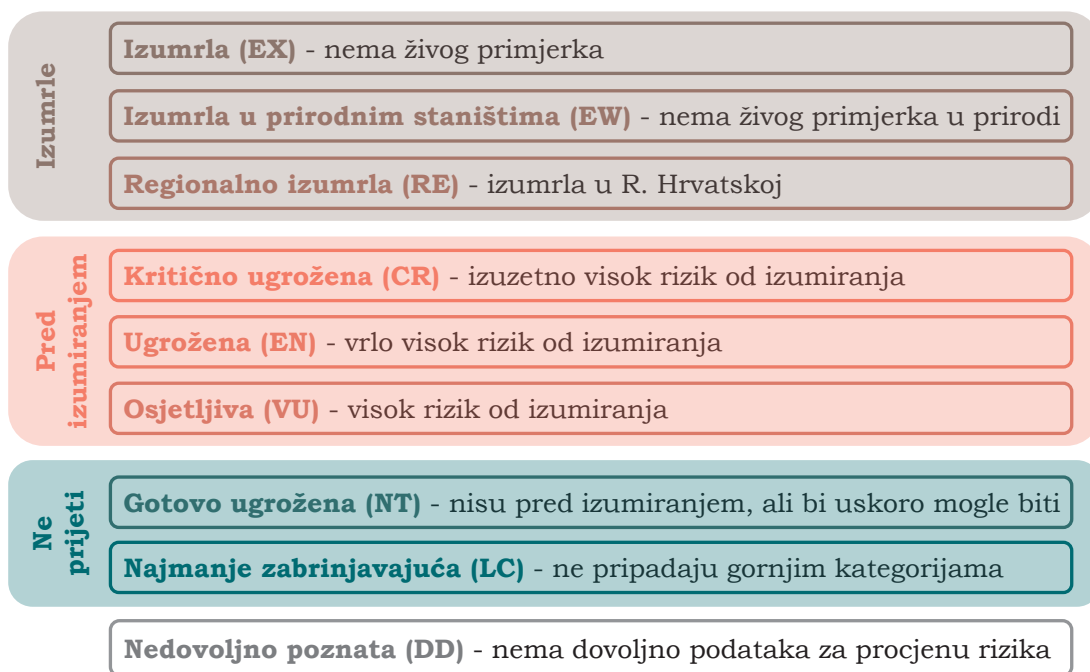 Izumrle
Izumrla (EX) - nema živog primjerka
Izumrla u prirodnim staništima (EW) - nema živog primjerka u prirodi
Regionalno izumrla (RE) - izumrla u R. Hrvatskoj
Pred
izumiranjem
Kritično ugrožena (CR) - izuzetno visok rizik od izumiranja
Ugrožena (EN) - vrlo visok rizik od izumiranja
Osjetljiva (VU) - visok rizik od izumiranja
Ne
prijeti
Gotovo ugrožena (NT) - nisu pred izumiranjem, ali bi uskoro mogle biti
Najmanje zabrinjavajuća (LC) - ne pripadaju gornjim kategorijama
Nedovoljno poznata (DD) - nema dovoljno podataka za procjenu rizika